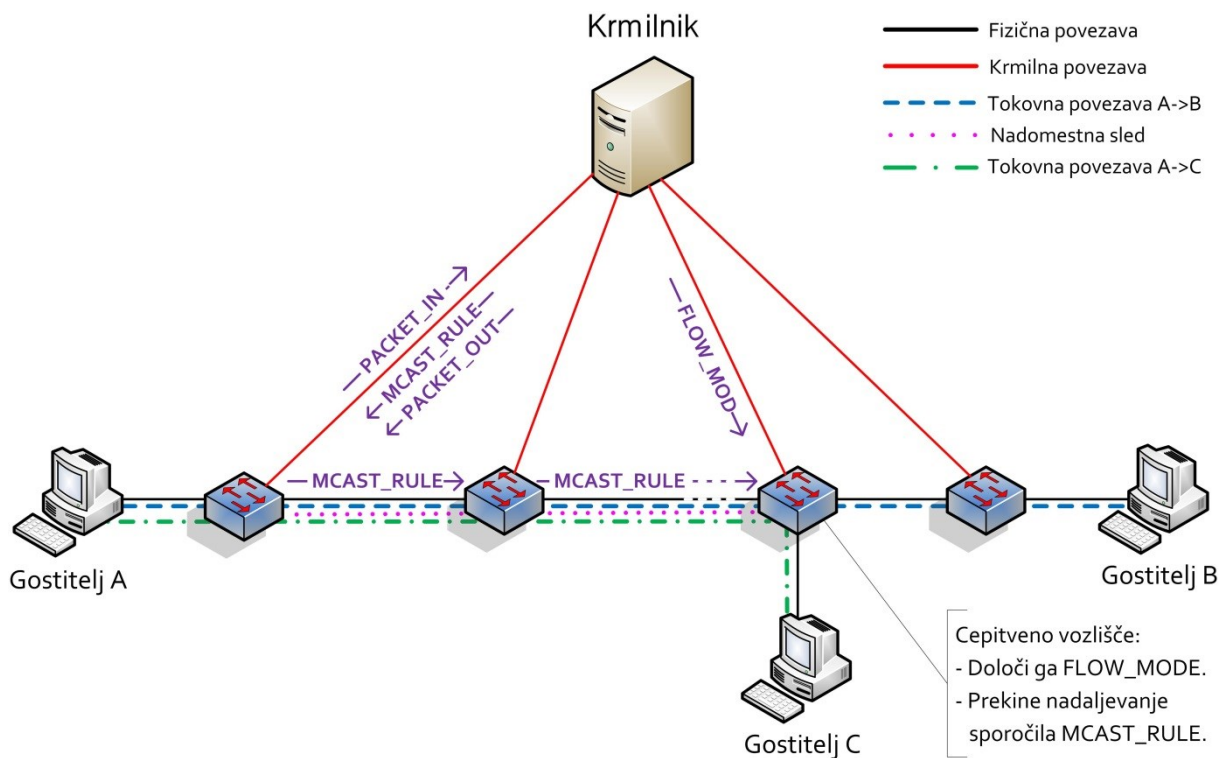 Krmilnik
Fizična povezava
Krmilna povezava
Tokovna povezava A->B
Nadomestna sled
Tokovna povezava A->C
PACKET_IN
MCAST_RULE
PACKET_OUT
FLOW_MOD
MCAST_RULE
MCAST_RULE
Gostitelj A
Gostitelj B
Gostitelj C
Cepitveno vozlišče:
- Določi ga FLOW_MODE.
- Prekine nadaljevanje
sporočila MCAST_RULE.